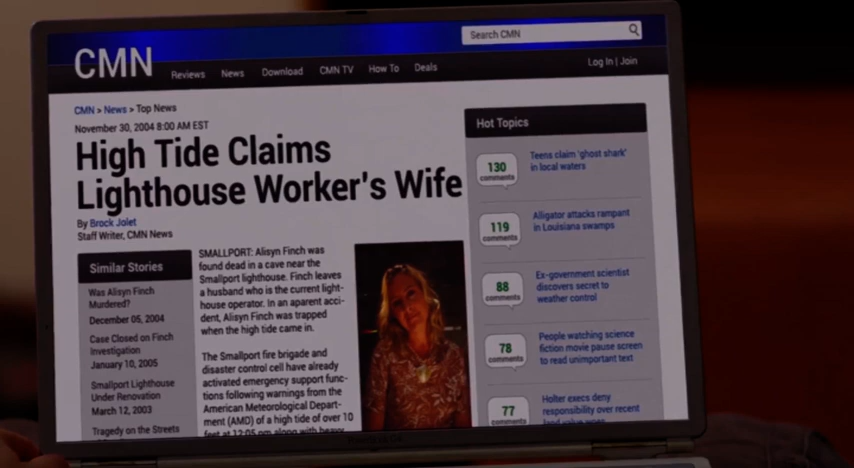 Search CMN
CMN
Reviews News Download CMN TV How To Deals
Log In | Join
CMN > News > Top News
November 30, 2004 8:00 AM EST
High Tide Claims
Lighthouse Worker's Wife
By Brock Jolet
Staff Writer, CMN News
Similar Stories
Was Alisyn Finch
Murdered?
December 05, 2004
Case Closed on Finch
Investigation
January 10, 2005
Smallport Lighthouse
Under Renovation
March 12, 2003
Tragedy on the Streets
SMALLPORT: Alisyn Finch was
found dead in a cave near the
Smallport lighthouse. Finch leaves
a husband who is the current light-
house operator. In an aparent acci-
dent, Alisyn Finch was trapped
when the high tide came in.
The Smallport fire brigade and
disaster control cell have already
activated emergency support func-
tions following warnings from the
American Meteorological Depart-
ment (AMD) of a high tide of over 10
feet at 12:05 pm along with heavy
Hot Topics
130
comments
Teens claim 'ghost shark'
in local waters
119
comments
Alligator attacks rampant
in Louisiana swamps
88
comments
Ex-government scientist
discovers secret to
weather control
78
comments
People watching science
fiction movie pause screen
to read unimportant text
77
comments
Holter execs deny
responsibility over recent